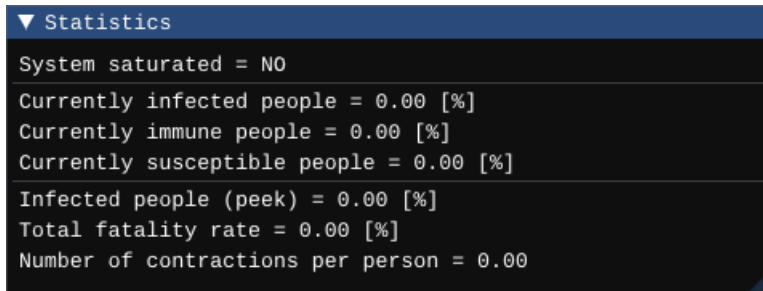 ▼ Statistics
System saturated = NO
Currently infected people = 0.00 [%]
Currently immune people = 0.00 [%]
Currently susceptible people = 0.00 [%]
Infected people (peek) = 0.00 [%]
Total fatality rate = 0.00 [%]
Number of contractions per person = 0.00